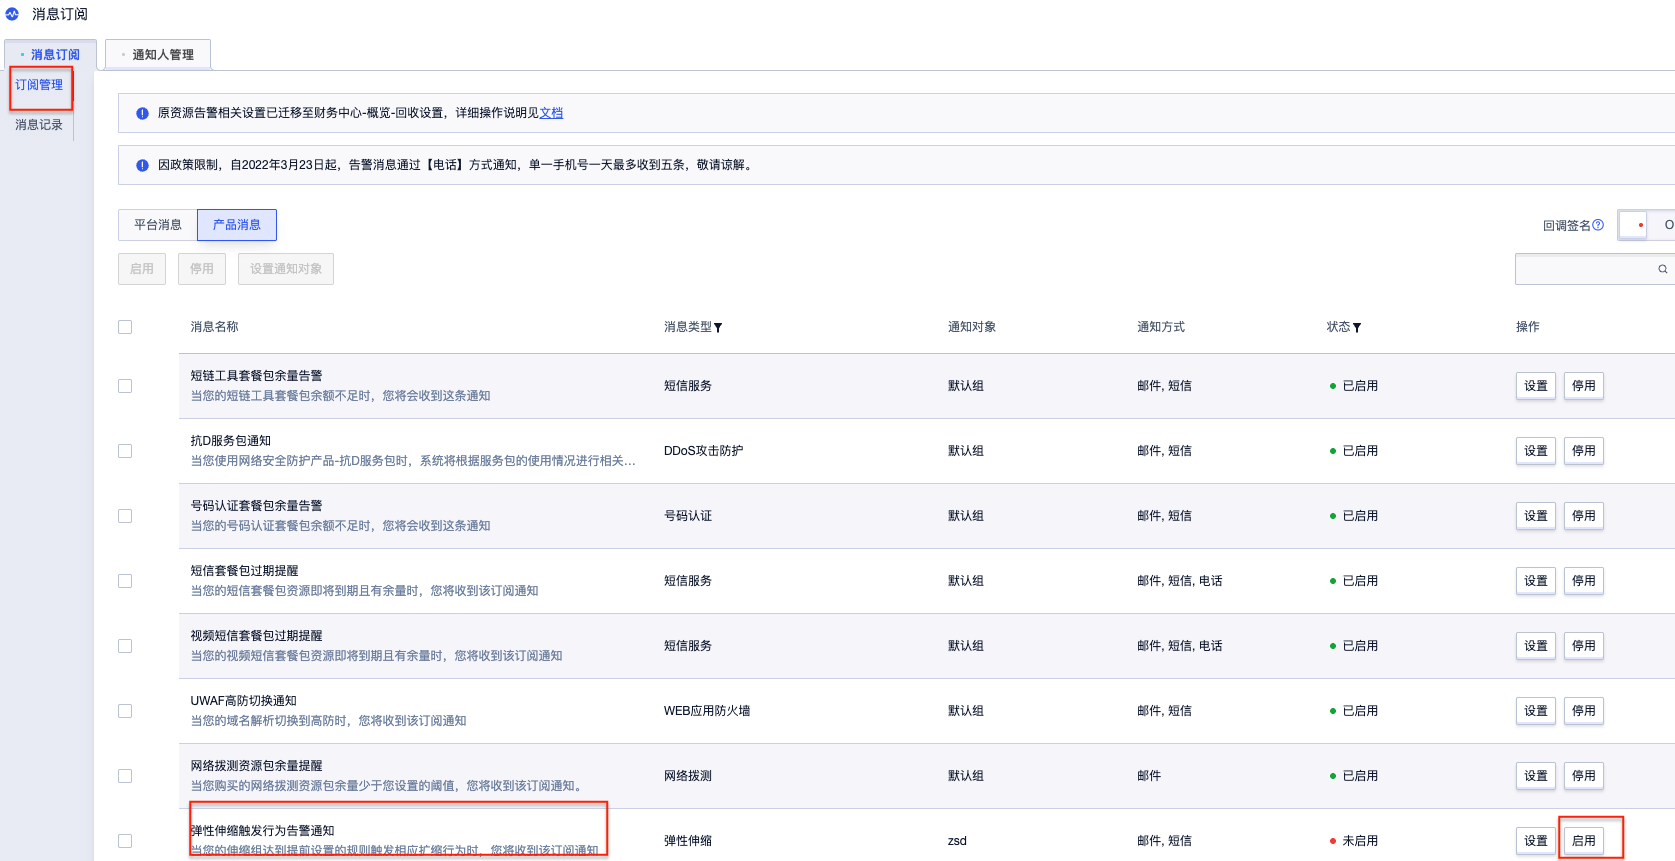 消息订阅
消息订阅
通知人管理
订阅管理
消息记录
原资源告警相关设置已迁移至财务中心-概览-回收设置，详细操作说明见文档
因政策限制，自2022年3月23日起，告警消息通过【电话】方式通知，单一手机号一天最多收到五条，敬请谅解。
平台消息 产品消息 回调签名 O
启用 停用 设置通知对象
消息名称 消息类型 通知对象 通知方式 状态 操作
短链工具套餐包余量告警
当您的短链工具套餐包余额不足时，您将会收到这条通知
短信服务 默认组 邮件, 短信 已启用 设置 停用
抗D服务包通知
当您使用网络安全防护产品-抗D服务包时，系统将根据服务包的使用情况进行相关...
DDoS攻击防护 默认组 邮件, 短信 已启用 设置 停用
号码认证套餐包余量告警
当您的号码认证套餐包余额不足时，您将会收到这条通知
号码认证 默认组 邮件, 短信 已启用 设置 停用
短信套餐包过期提醒
当您的短信套餐包资源即将到期且有余量时，您将收到该订阅通知
短信服务 默认组 邮件, 短信, 电话 已启用 设置 停用
视频短信套餐包过期提醒
当您的视频短信套餐包资源即将到期且有余量时，您将收到该订阅通知
短信服务 默认组 邮件, 短信, 电话 已启用 设置 停用
UWAF高防切换通知
当您的域名解析切换到高防时，您将收到该订阅通知
WEB应用防火墙 默认组 邮件, 短信 已启用 设置 停用
网络拨测资源包余量提醒
当您购买的网络拨测资源包余量少于您设置的阈值，您将收到该订阅通知。
网络拨测 默认组 邮件 已启用 设置 停用
弹性伸缩触发行为告警通知
当您的伸缩组达到提前设置的规则触发相应扩缩行为时，您将收到该订阅通知
弹性伸缩 zsd 邮件, 短信 未启用 设置 启用